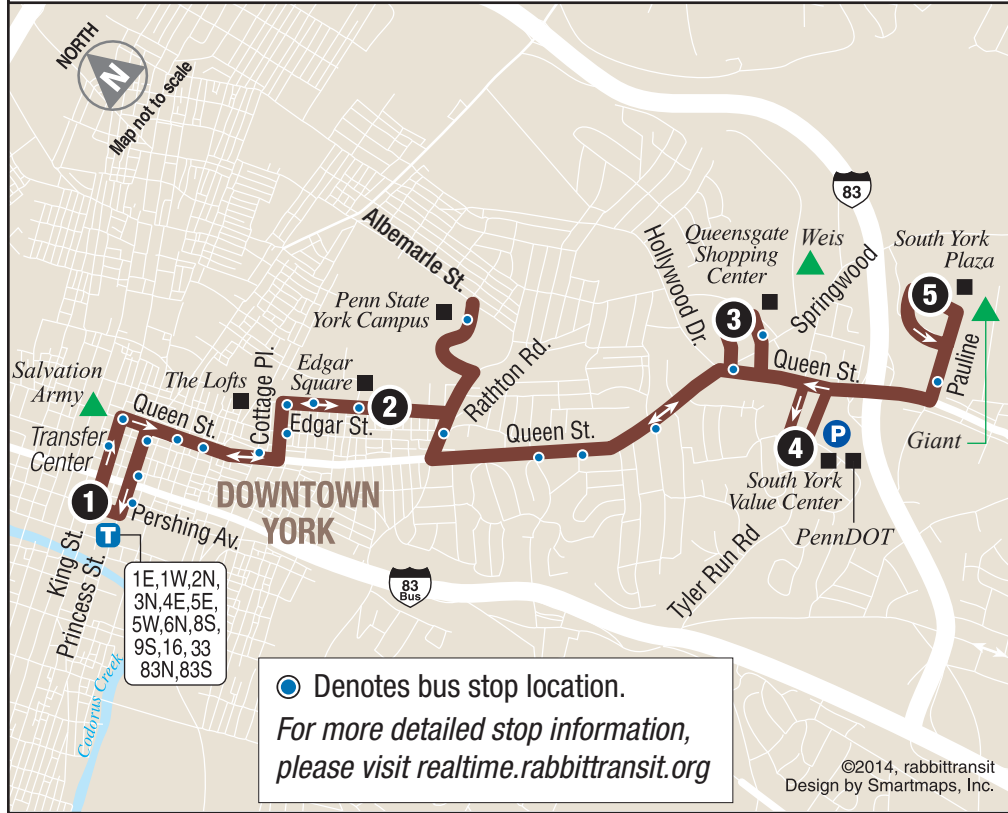 NORTH
N
Map not to scale
83
Albemarle St.
Hollywood Dr.
Queensgate
Shopping
Center
Weis
Springwood
South York
Plaza
5
Penn State
York Campus
3
Rathton Rd.
Salvation
Army
The Lofts
Cottage Pl.
Edgar
Square
2
Edgar St.
Queen St.
Pauline
Queen St.
Transfer
Center
Queen St.
4
P
Giant
1
DOWNTOWN
YORK
South York
Value Center
PennDOT
King St.
Princess St.
T
Pershing Av.
Tyler Run Rd
83
Bus
1E,1W,2N,
3N,4E,5E,
5W,6N,8S,
9S,16, 33
83N,83S
Codorus Creek
Denotes bus stop location.
For more detailed stop information,
please visit realtime.rabbittransit.org
©2014, rabbittransit
Design by Smartmaps, Inc.